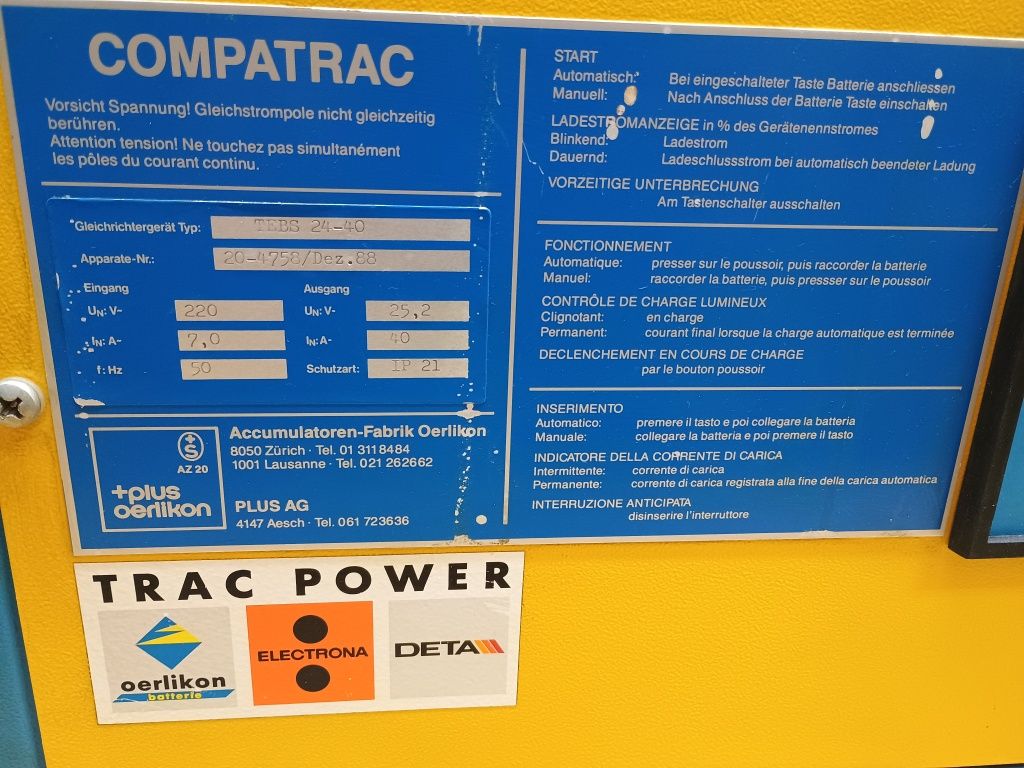 COMPATRAC
Vorsicht Spannung! Gleichstrompole nicht gleichzeitig
berühren.
Attention tension! Ne touchez pas simultanément
les pôles du courant continu.
Gleichrichtergerät Typ: TEBS 24-40
Apparate-Nr.: 20-4758/Dez.88
Eingang Ausgang
UN: V~ 220 UN: V- 25,2
IN: A~ 7,0 IN: A- 40
f: Hz 50 Schutzart: IP 21
+S
AZ 20
+plus
oerlikon
Accumulatoren-Fabrik Oerlikon
8050 Zürich · Tel. 01 3118484
1001 Lausanne · Tel. 021 262662
PLUS AG
4147 Aesch · Tel. 061 723636
START
Automatisch: Bei eingeschalteter Taste Batterie anschliessen
Manuell: Nach Anschluss der Batterie Taste einschalten
LADESTROMANZEIGE in % des Gerätenennstromes
Blinkend: Ladestrom
Dauernd: Ladeschlussstrom bei automatisch beendeter Ladung
VORZEITIGE UNTERBRECHUNG
Am Tastenschalter ausschalten
FONCTIONNEMENT
Automatique: presser sur le poussoir, puis raccorder la batterie
Manuel: raccorder la batterie, puis pressser sur le poussoir
CONTRÔLE DE CHARGE LUMINEUX
Clignotant: en charge
Permanent: courant final lorsque la charge automatique est terminée
DECLENCHEMENT EN COURS DE CHARGE
par le bouton poussoir
INSERIMENTO
Automatico: premere il tasto e poi collegare la batteria
Manuale: collegare la batteria e poi premere il tasto
INDICATORE DELLA CORRENTE DI CARICA
Intermittente: corrente di carica
Permanente: corrente di carica registrata alla fine della carica automatica
INTERRUZIONE ANTICIPATA
disinserire l'interruttore
TRAC POWER
oerlikon
batterie
ELECTRONA
DETA